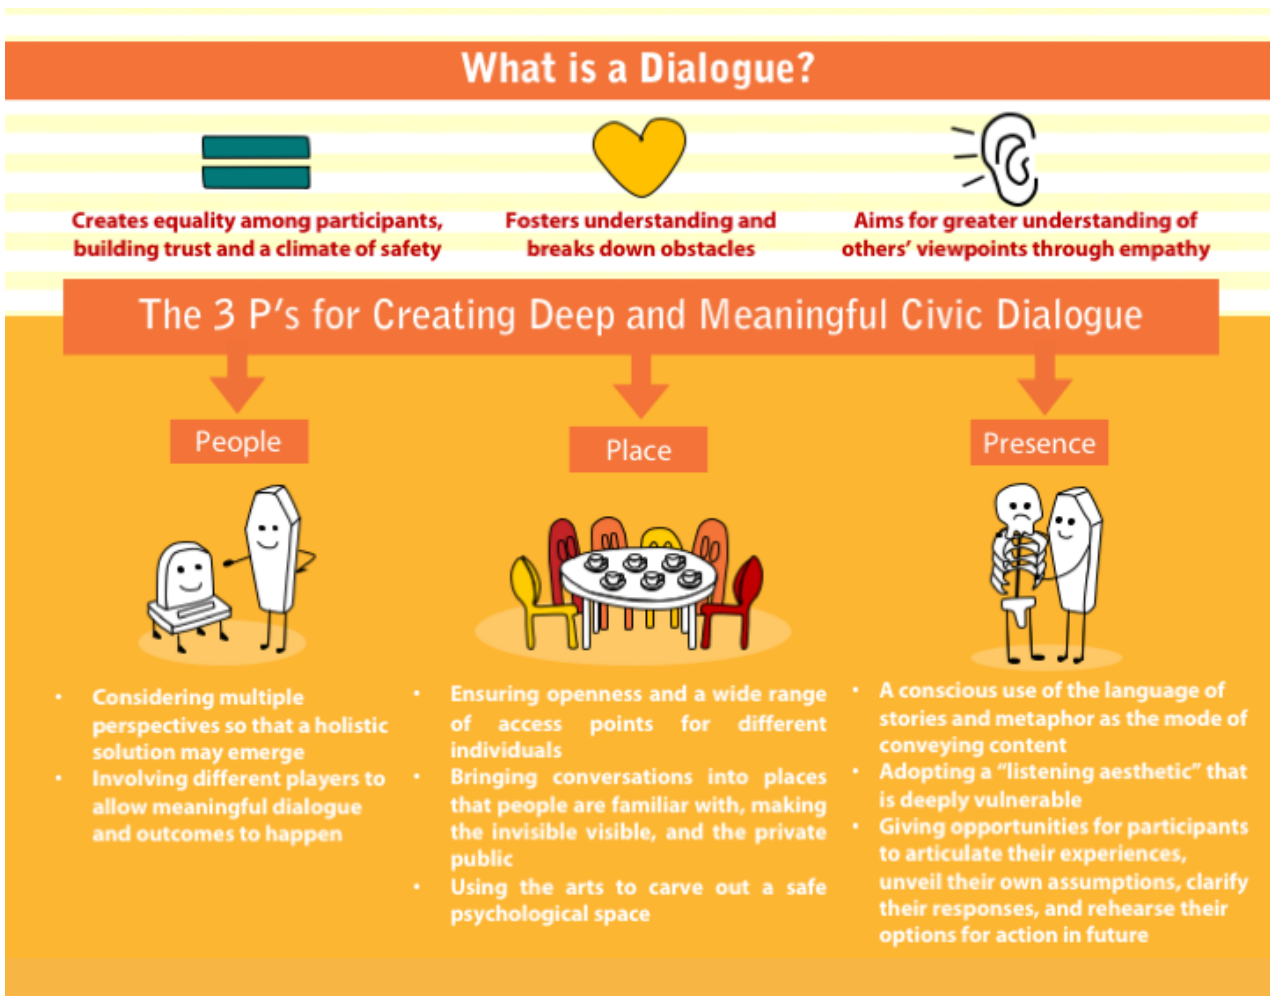 What is a Dialogue?
Creates equality among participants,
building trust and a climate of safety
Fosters understanding and
breaks down obstacles
Aims for greater understanding of
others' viewpoints through empathy
The 3 P's for Creating Deep and Meaningful Civic Dialogue
People
• Considering multiple
perspectives so that a holistic
solution may emerge
• Involving different players to
allow meaningful dialogue
and outcomes to happen
Place
• Ensuring openness and a wide range
of access points for different
individuals
• Bringing conversations into places
that people are familiar with, making
the invisible visible, and the private
public
• Using the arts to carve out a safe
psychological space
Presence
• A conscious use of the language of
stories and metaphor as the mode of
conveying content
• Adopting a "listening aesthetic" that
is deeply vulnerable
• Giving opportunities for participants
to articulate their experiences,
unveil their own assumptions, clarify
their responses, and rehearse their
options for action in future